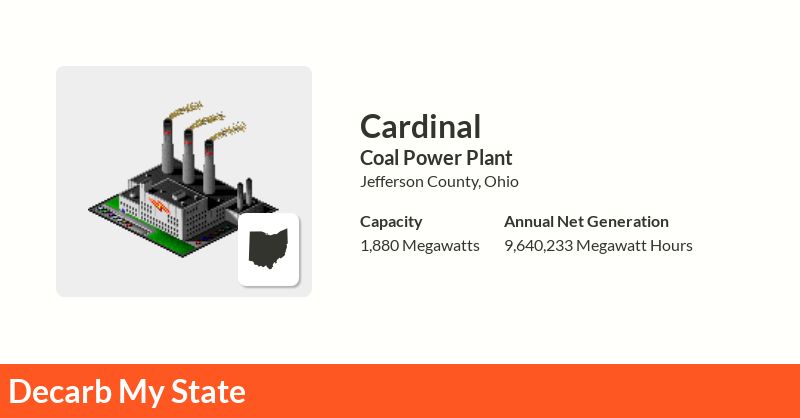 Cardinal
Coal Power Plant
Jefferson County, Ohio
Capacity
1,880 Megawatts
Annual Net Generation
9,640,233 Megawatt Hours
Decarb My State